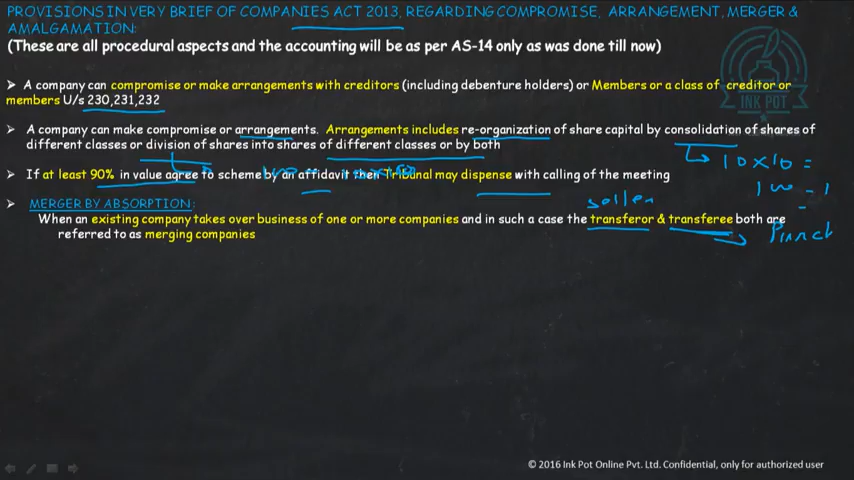 PROVISIONS IN VERY BRIEF OF COMPANIES ACT 2013, REGARDING COMPROMISE, ARRANGEMENT, MERGER &
AMALGAMATION:
(These are all procedural aspects and the accounting will be as per AS-14 only as was done till now)
INK POT
➤ A company can compromise or make arrangements with creditors (including debenture holders) or Members or a class of creditor or
members U/s 230,231,232
➤ A company can make compromise or arrangements. Arrangements includes re-organization of share capital by consolidation of shares of
different classes or division of shares into shares of different classes or by both
10 x 10 =
➤ If at least 90% in value agree to scheme by an affidavit then Tribunal may dispense with calling of the meeting
100 - 1
➤ MERGER BY ABSORPTION:
seller
When an existing company takes over business of one or more companies and in such a case the transferor & transferee both are
referred to as merging companies
© 2016 Ink Pot Online Pvt. Ltd. Confidential, only for authorized user